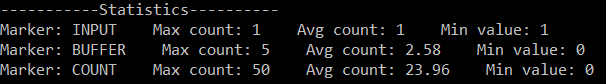 -----------Statistics----------
Marker: INPUT    Max count: 1    Avg count: 1    Min value: 1
Marker: BUFFER    Max count: 5    Avg count: 2.58    Min value: 0
Marker: COUNT    Max count: 50    Avg count: 23.96    Min value: 0